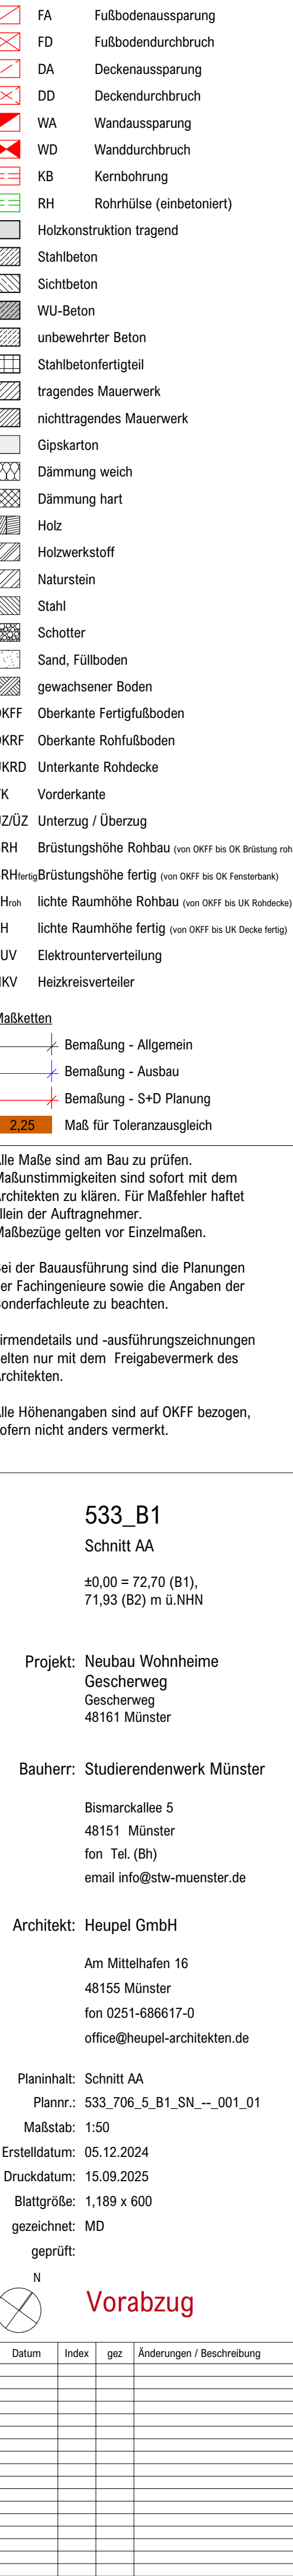 FA Fußbodenaussparung
FD Fußbodendurchbruch
DA Deckenaussparung
DD Deckendurchbruch
WA Wandaussparung
WD Wanddurchbruch
KB Kernbohrung
RH Rohrhülse (einbetoniert)
Holzkonstruktion tragend
Stahlbeton
Sichtbeton
WU-Beton
unbewehrter Beton
Stahlbetonfertigteil
tragendes Mauerwerk
nichttragendes Mauerwerk
Gipskarton
Dämmung weich
Dämmung hart
Holz
Holzwerkstoff
Naturstein
Stahl
Schotter
Sand, Füllboden
gewachsener Boden
OKFF Oberkante Fertigfußboden
OKRF Oberkante Rohfußboden
UKRD Unterkante Rohdecke
K Vorderkante
Z/ÜZ Unterzug / Überzug
RH Brüstungshöhe Rohbau (von OKFF bis OK Brüstung roh
RHfertig Brüstungshöhe fertig (von OKFF bis OK Fensterbank)
Hroh lichte Raumhöhe Rohbau (von OKFF bis UK Rohdecke)
H lichte Raumhöhe fertig (von OKFF bis UK Decke fertig)
UV Elektrounterverteilung
HKV Heizkreisverteiler
Maßketten
Bemaßung - Allgemein
Bemaßung - Ausbau
Bemaßung - S+D Planung
2,25 Maß für Toleranzausgleich
Alle Maße sind am Bau zu prüfen.
Maßunstimmigkeiten sind sofort mit dem
Architekten zu klären. Für Maßfehler haftet
allein der Auftragnehmer.
Maßbezüge gelten vor Einzelmaßen.
Bei der Bauausführung sind die Planungen
der Fachingenieure sowie die Angaben der
Sonderfachleute zu beachten.
Firmendetails und -ausführungszeichnungen
gelten nur mit dem Freigabevermerk des
Architekten.
Alle Höhenangaben sind auf OKFF bezogen,
sofern nicht anders vermerkt.
533_B1
Schnitt AA
±0,00 = 72,70 (B1),
71,93 (B2) m ü.NHN
Projekt: Neubau Wohnheime
Gescherweg
Gescherweg
48161 Münster
Bauherr: Studierendenwerk Münster
Bismarckallee 5
48151 Münster
fon Tel. (Bh)
email info@stw-muenster.de
Architekt: Heupel GmbH
Am Mittelhafen 16
48155 Münster
fon 0251-686617-0
office@heupel-architekten.de
Planinhalt: Schnitt AA
Plannr.: 533_706_5_B1_SN_--_001_01
Maßstab: 1:50
Erstelldatum: 05.12.2024
Druckdatum: 15.09.2025
Blattgröße: 1,189 x 600
gezeichnet: MD
geprüft:
N
Vorabzug
Datum Index gez Änderungen / Beschreibung